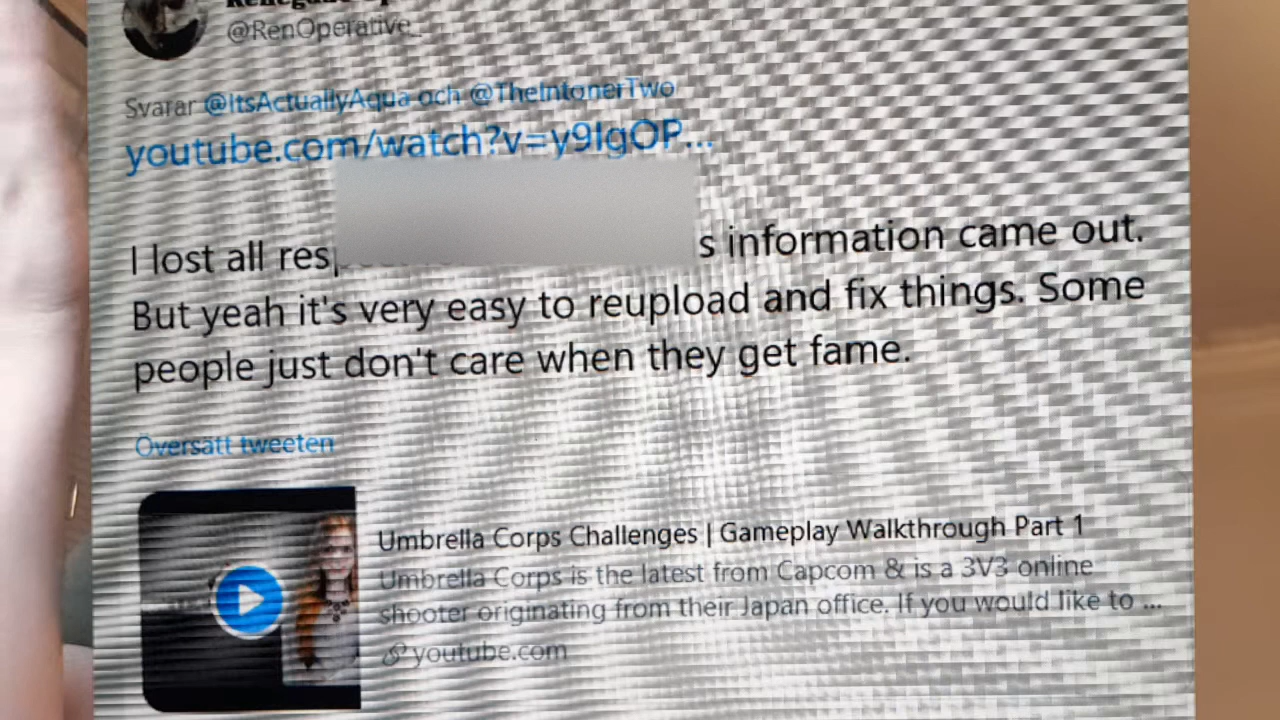 @RenOperative_
Svarar @ItsActuallyAqua och @TheIntonerTwo
youtube.com/watch?v=y9IgOP...
I lost all s information came out.
But yeah it's very easy to reupload and fix things. Some
people just don't care when they get fame.
Översätt tweeten
Umbrella Corps Challenges | Gameplay Walkthrough Part 1
Umbrella Corps is the latest from Capcom & is a 3V3 online
shooter originating from their Japan office. If you would like to ...
youtube.com